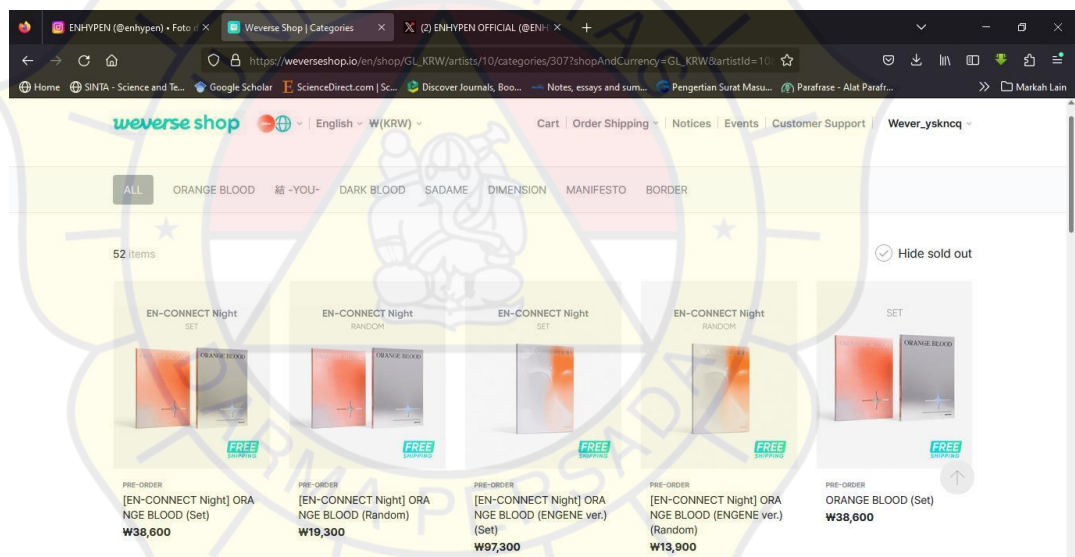 ENHYPEN (@enhypen) • Foto d
Weverse Shop | Categories
(2) ENHYPEN OFFICIAL (@ENH
https://weverseshop.io/en/shop/GL_KRW/artists/10/categories/307?shopAndCurrency=GL_KRW&artistId=10
Home
SINTA - Science and Te...
Google Scholar
ScienceDirect.com | Sc...
Discover Journals, Boo...
Notes, essays and sum...
Pengertian Surat Masu...
Parafrase - Alat Parafr...
Markah Lain
weverse shop
English
₩(KRW)
Cart
Order Shipping
Notices
Events
Customer Support
Wever_yskncq
ALL
ORANGE BLOOD
結 -YOU-
DARK BLOOD
SADAME
DIMENSION
MANIFESTO
BORDER
52 items
Hide sold out
EN-CONNECT Night
SET
ORANGE BLOOD
FREE
SHIPPING
PRE-ORDER
[EN-CONNECT Night] ORA
NGE BLOOD (Set)
₩38,600
EN-CONNECT Night
RANDOM
ORANGE BLOOD
FREE
SHIPPING
PRE-ORDER
[EN-CONNECT Night] ORA
NGE BLOOD (Random)
₩19,300
EN-CONNECT Night
SET
FREE
SHIPPING
PRE-ORDER
[EN-CONNECT Night] ORA
NGE BLOOD (ENGENE ver.)
(Set)
₩97,300
EN-CONNECT Night
RANDOM
FREE
SHIPPING
PRE-ORDER
[EN-CONNECT Night] ORA
NGE BLOOD (ENGENE ver.)
(Random)
₩13,900
SET
ORANGE BLOOD
FREE
SHIPPING
PRE-ORDER
ORANGE BLOOD (Set)
₩38,600
DARMA PERSADA